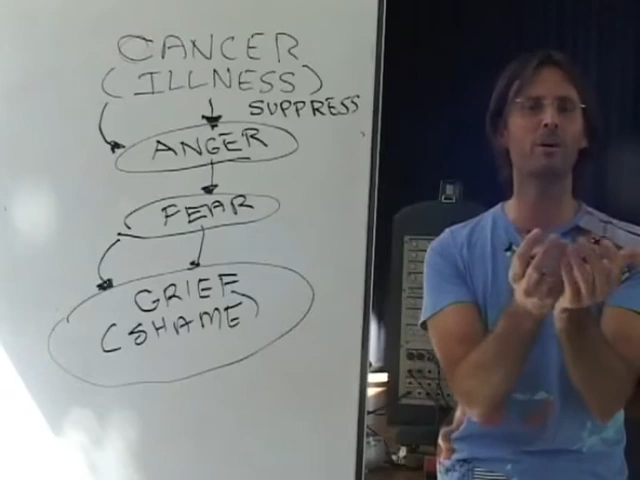 CANCER
(ILLNESS)
SUPPRESS
ANGER
FEAR
GRIEF
(SHAME)